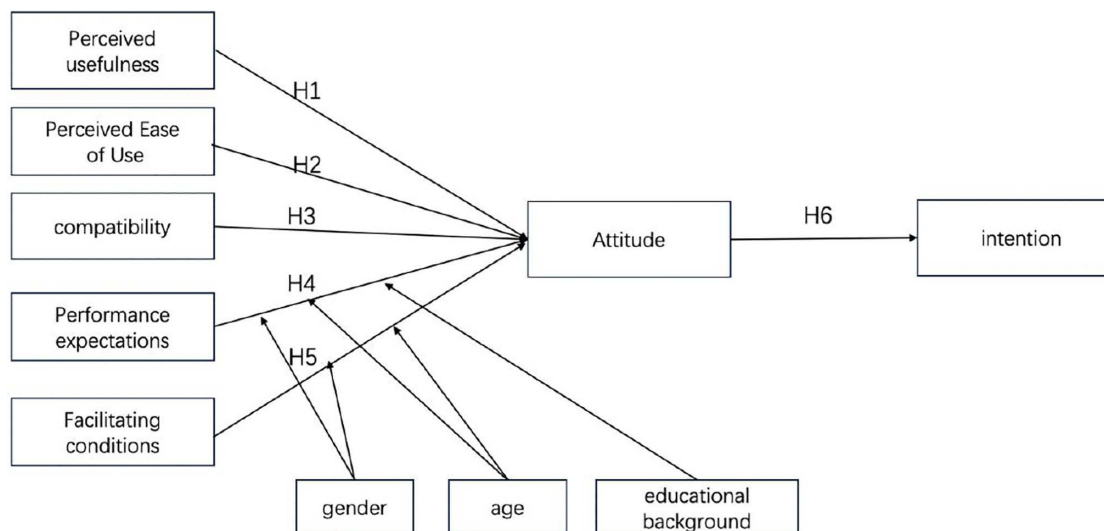 Perceived
usefulness
H1
Perceived Ease
of Use
H2
compatibility
H3
Attitude
H6
intention
H4
Performance
expectations
H5
Facilitating
conditions
gender
age
educational
background